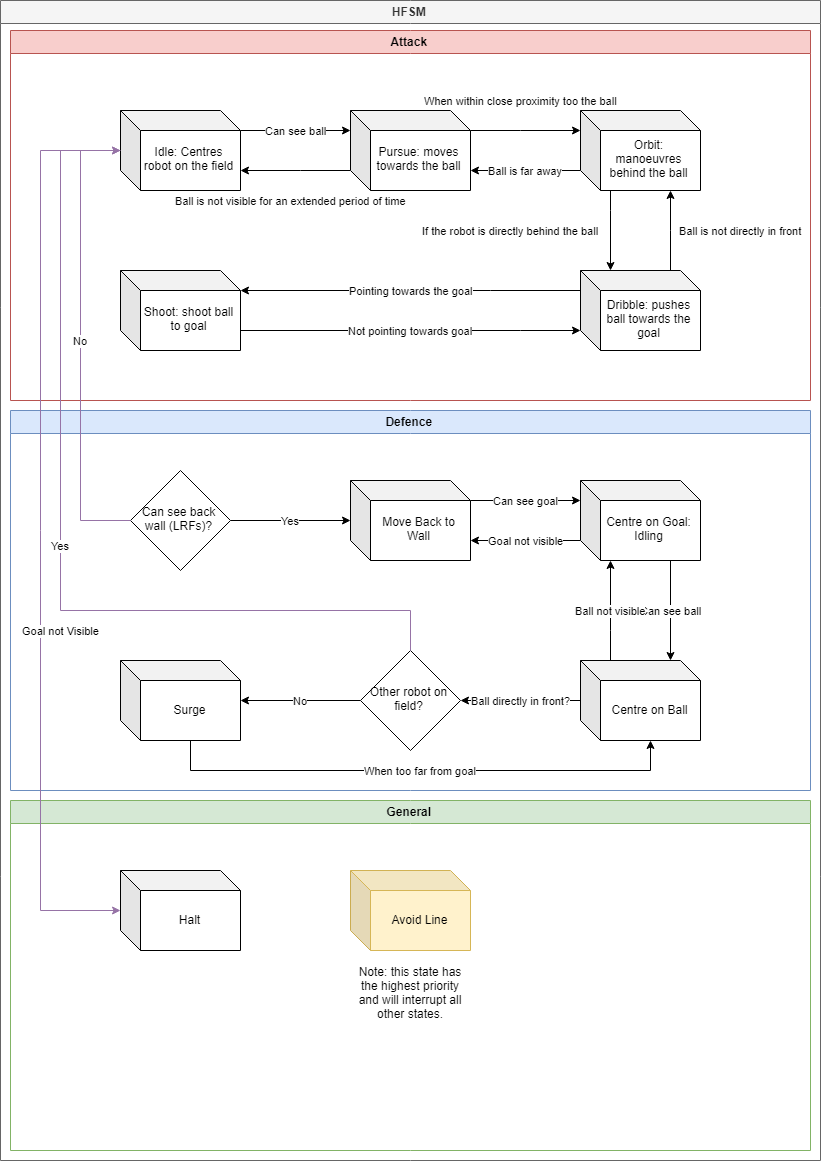 HFSM
Attack
When within close proximity too the ball
Idle: Centres
robot on the field
Can see ball
Pursue: moves
towards the ball
Orbit:
manoeuvres
behind the ball
Ball is far away
Ball is not visible for an extended period of time
If the robot is directly behind the ball
Ball is not directly in front
Shoot: shoot ball
to goal
Pointing towards the goal
Not pointing towards goal
Dribble: pushes
ball towards the
goal
No
Defence
Can see back
wall (LRFs)?
Yes
Move Back to
Wall
Can see goal
Goal not visible
Centre on Goal:
Idling
Yes
Ball not visible
an see ball
Goal not Visible
Surge
No
Other robot on
field?
Ball directly in front?
Centre on Ball
When too far from goal
General
Halt
Avoid Line
Note: this state has
the highest priority
and will interrupt all
other states.